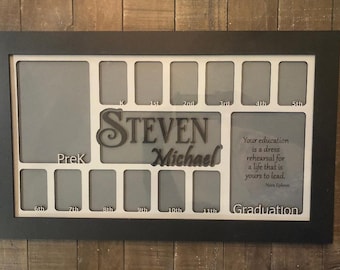 K 1st 2nd 3rd 4th 5th
STEVEN
Michael
PreK
Your education
is a dress
rehearsal for
a life that is
yours to lead.
6th 7th 8th 9th 10th 11th
Graduation